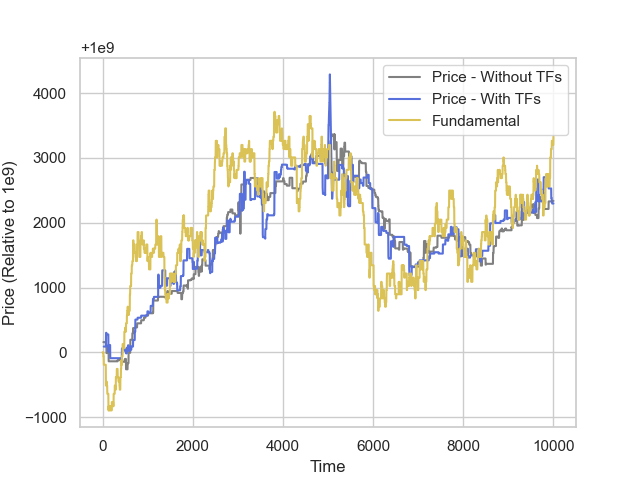 +1e9
Price - Without TFs
Price - With TFs
Fundamental
4000
3000
2000
1000
0
−1000
Price (Relative to 1e9)
0 2000 4000 6000 8000 10000
Time